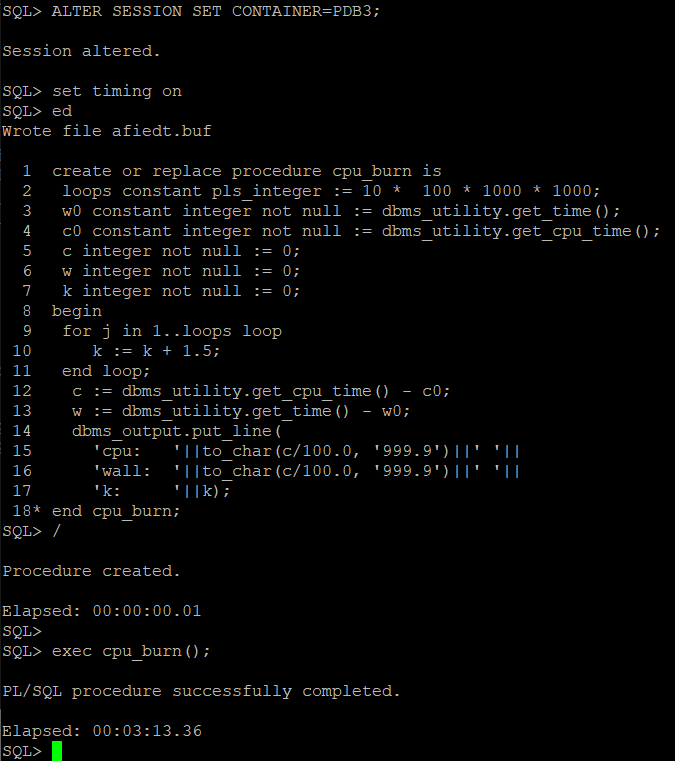 SQL> ALTER SESSION SET CONTAINER=PDB3;
Session altered.
SQL> set timing on
SQL> ed
Wrote file afiedt.buf
  1  create or replace procedure cpu_burn is
  2   loops constant pls_integer := 10 *  100 * 1000 * 1000;
  3   w0 constant integer not null := dbms_utility.get_time();
  4   c0 constant integer not null := dbms_utility.get_cpu_time();
  5   c integer not null := 0;
  6   w integer not null := 0;
  7   k integer not null := 0;
  8  begin
  9   for j in 1..loops loop
 10      k := k + 1.5;
 11   end loop;
 12    c := dbms_utility.get_cpu_time() - c0;
 13    w := dbms_utility.get_time() - w0;
 14    dbms_output.put_line(
 15      'cpu:   '||to_char(c/100.0, '999.9')||' '||
 16      'wall:  '||to_char(c/100.0, '999.9')||' '||
 17      'k:     '||k);
 18* end cpu_burn;
SQL> /
Procedure created.
Elapsed: 00:00:00.01
SQL>
SQL> exec cpu_burn();
PL/SQL procedure successfully completed.
Elapsed: 00:03:13.36
SQL>